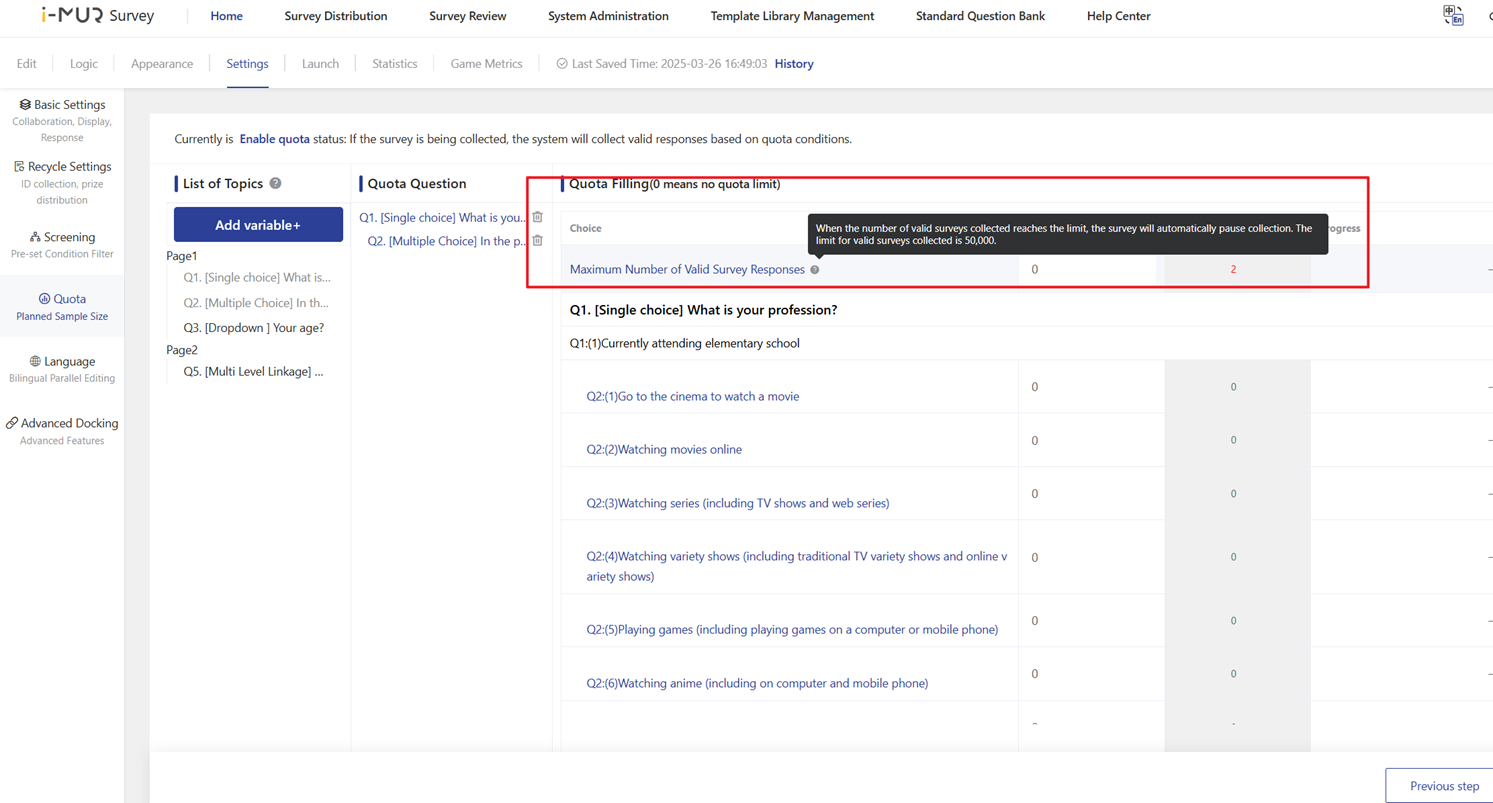 i-MUR Survey
Home
Survey Distribution
Survey Review
System Administration
Template Library Management
Standard Question Bank
Help Center
中
En
Edit
Logic
Appearance
Settings
Launch
Statistics
Game Metrics
Last Saved Time: 2025-03-26 16:49:03 History
Basic Settings
Collaboration, Display,
Response
Recycle Settings
ID collection, prize
distribution
Screening
Pre-set Condition Filter
Quota
Planned Sample Size
Language
Bilingual Parallel Editing
Advanced Docking
Advanced Features
Currently is Enable quota status: If the survey is being collected, the system will collect valid responses based on quota conditions.
List of Topics ?
Add variable+
Page1
Q1. [Single choice] What is...
Q2. [Multiple Choice] In th...
Q3. [Dropdown ] Your age?
Page2
Q5. [Multi Level Linkage] ...
Quota Question
Q1. [Single choice] What is you...
Q2. [Multiple Choice] In the p...
Quota Filling(0 means no quota limit)
Choice
When the number of valid surveys collected reaches the limit, the survey will automatically pause collection. The
limit for valid surveys collected is 50,000.
rogress
Maximum Number of Valid Survey Responses ? 0 2 –
Q1. [Single choice] What is your profession?
Q1:(1)Currently attending elementary school
Q2:(1)Go to the cinema to watch a movie 0 0 –
Q2:(2)Watching movies online 0 0 –
Q2:(3)Watching series (including TV shows and web series) 0 0 –
Q2:(4)Watching variety shows (including traditional TV variety shows and online v
ariety shows) 0 0 –
Q2:(5)Playing games (including playing games on a computer or mobile phone) 0 0 –
Q2:(6)Watching anime (including on computer and mobile phone) 0 0 –
Previous step